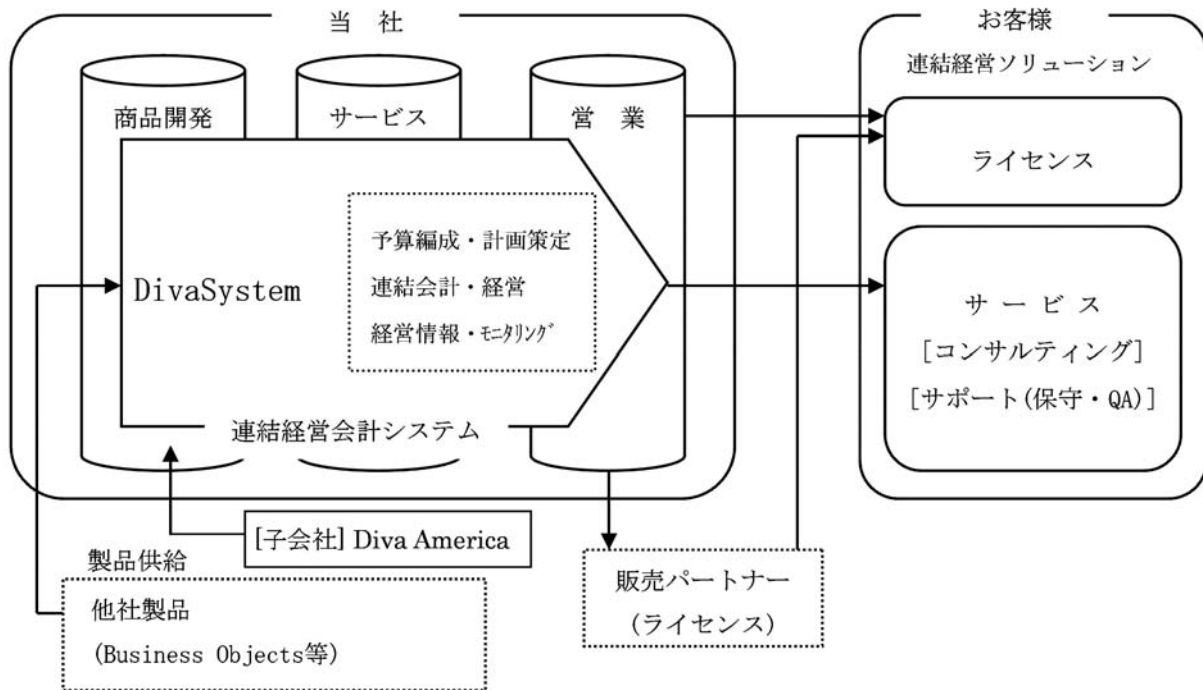 当　社
商品開発
サービス
営　業
DivaSystem
予算編成・計画策定
連結会計・経営
経営情報・ﾓﾆﾀﾘﾝｸﾞ
連結経営会計システム
[子会社] Diva America
製品供給
他社製品
(Business Objects等)
販売パートナー
(ライセンス)
お客様
連結経営ソリューション
ライセンス
サ ー ビ ス
[コンサルティング]
[サポート(保守・QA)]